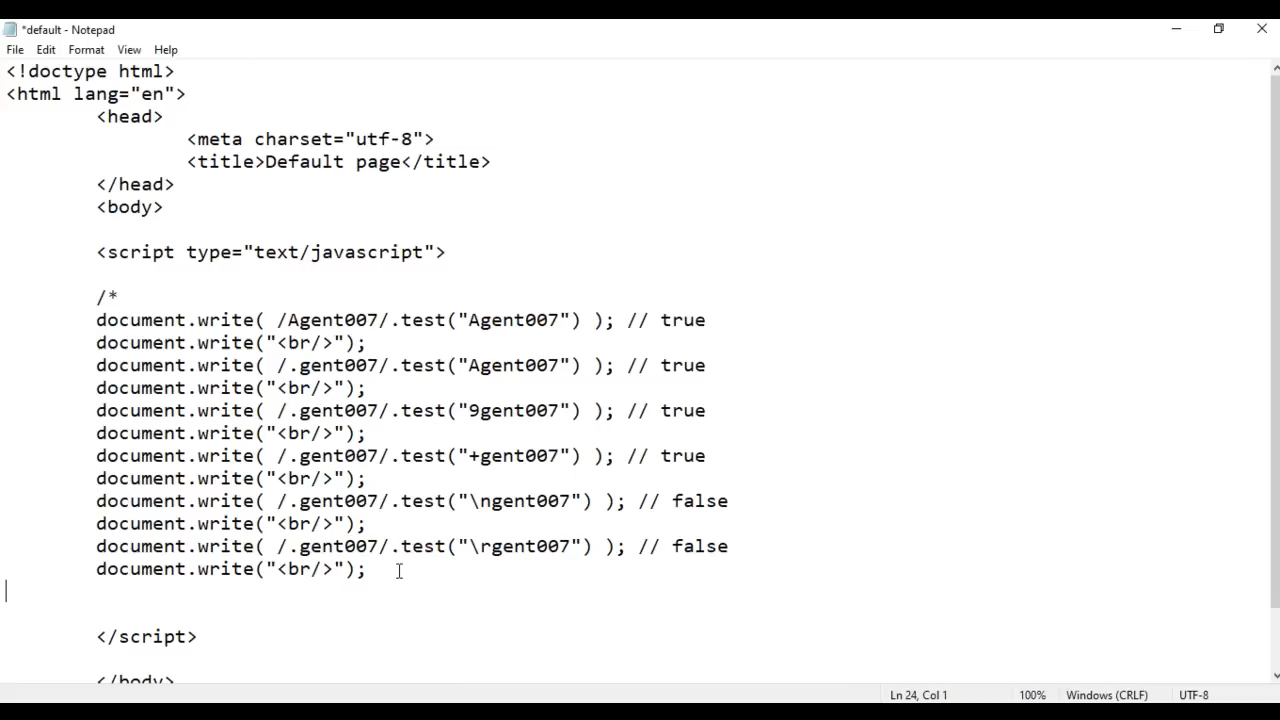 *default - Notepad
File Edit Format View Help
<!doctype html>
<html lang="en">
<head>
<meta charset="utf-8">
<title>Default page</title>
</head>
<body>
<script type="text/javascript">
/*
document.write( /Agent007/.test("Agent007") ); // true
document.write("<br/>");
document.write( /.gent007/.test("Agent007") ); // true
document.write("<br/>");
document.write( /.gent007/.test("9gent007") ); // true
document.write("<br/>");
document.write( /.gent007/.test("+gent007") ); // true
document.write("<br/>");
document.write( /.gent007/.test("\ngent007") ); // false
document.write("<br/>");
document.write( /.gent007/.test("\rgent007") ); // false
document.write("<br/>");
</script>
</body>
Ln 24, Col 1 100% Windows (CRLF) UTF-8